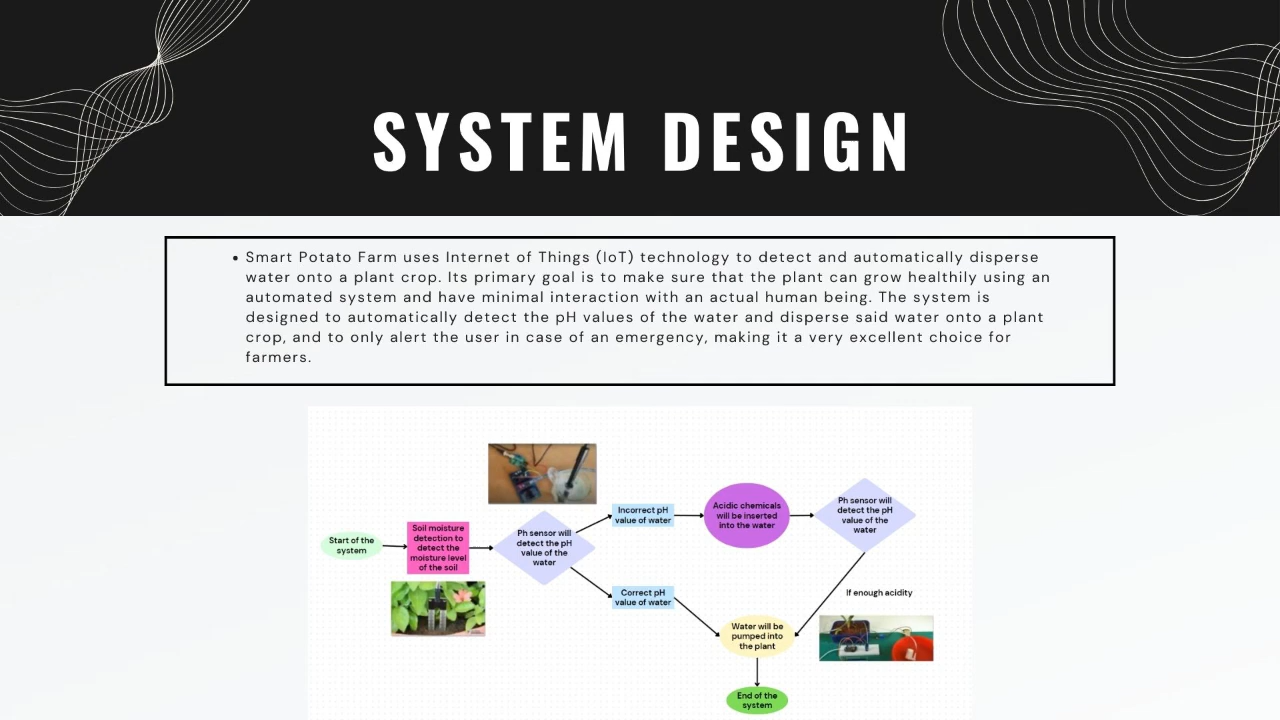 SYSTEM DESIGN
• Smart Potato Farm uses Internet of Things (IoT) technology to detect and automatically disperse
water onto a plant crop. Its primary goal is to make sure that the plant can grow healthily using an
automated system and have minimal interaction with an actual human being. The system is
designed to automatically detect the pH values of the water and disperse said water onto a plant
crop, and to only alert the user in case of an emergency, making it a very excellent choice for
farmers.
Start of the
system
Soil moisture
detection to
detect the
moisture level
of the soil
Ph sensor will
detect the pH
value of the
water
Incorrect pH
value of water
Acidic chemicals
will be inserted
into the water
Ph sensor will
detect the pH
value of the
water
Correct pH
value of water
If enough acidity
Water will be
pumped into
the plant
End of the
system